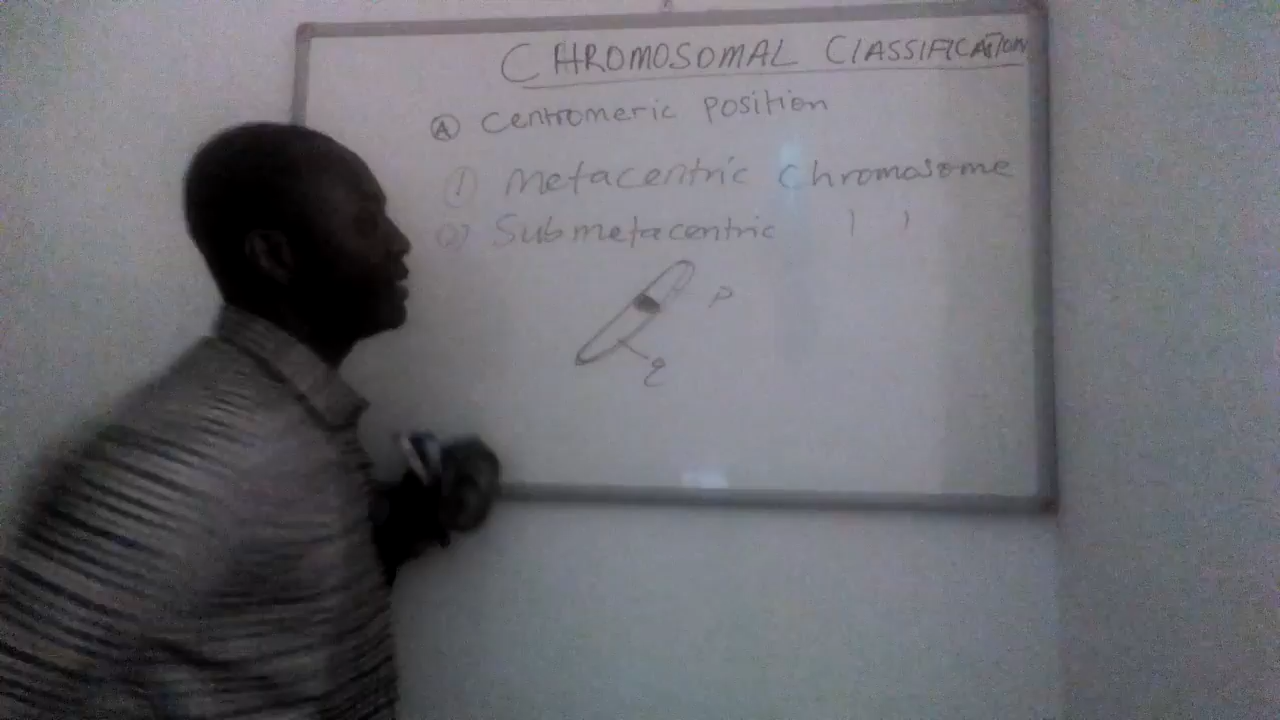 CHROMOSOMAL CLASSIFICATION
Ⓐ Centromeric position
① Metacentric Chromosome
② Submetacentric ׀ ׀
P
q